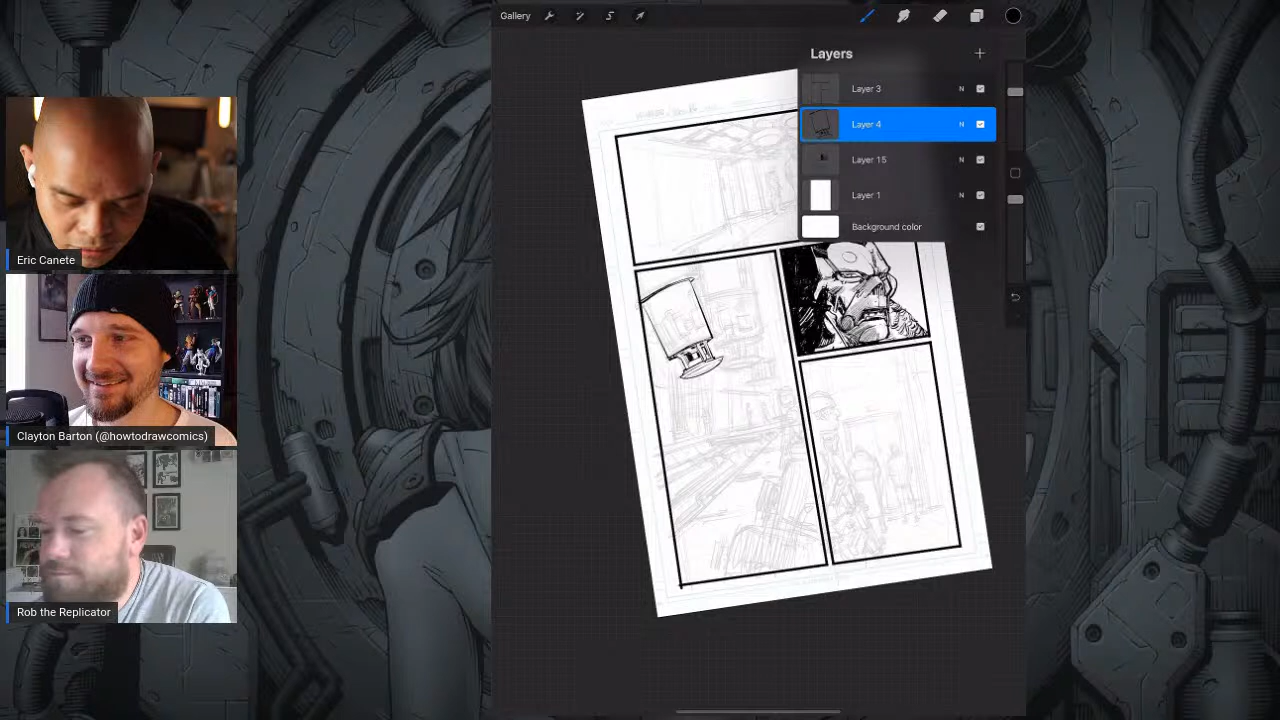 Gallery
Layers
Layer 3
N
Layer 4
N
Layer 15
N
Layer 1
N
Background color
Eric Canete
Clayton Barton (@howtodrawcomics)
Rob the Replicator